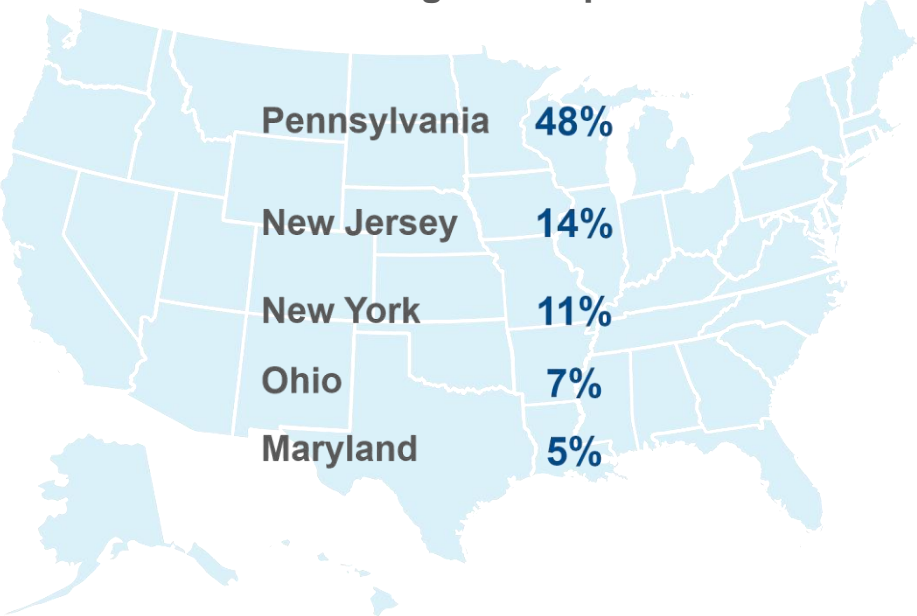 Pennsylvania 48%
New Jersey 14%
New York 11%
Ohio 7%
Maryland 5%